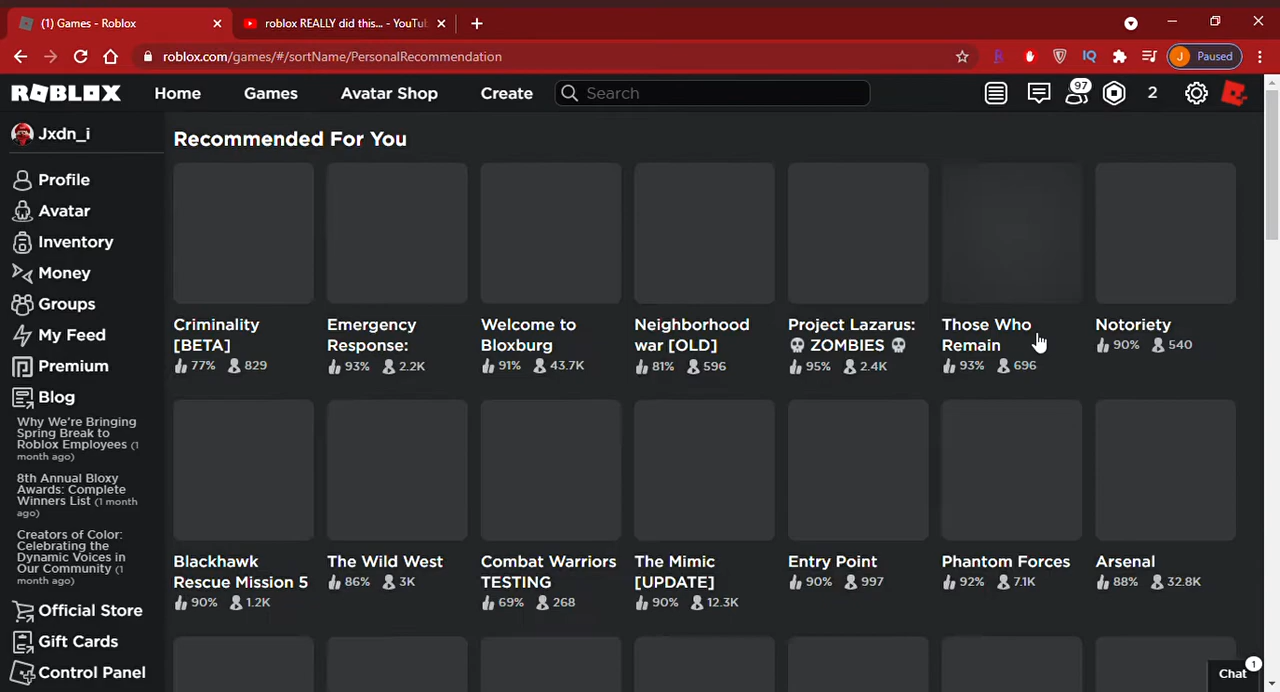 (1) Games - Roblox
roblox REALLY did this... - YouTu
roblox.com/games/#/sortName/PersonalRecommendation
IQ
J Paused
ROBLOX
Home
Games
Avatar Shop
Create
Search
97
2
Jxdn_i
Profile
Avatar
Inventory
Money
Groups
My Feed
Premium
Blog
Why We're Bringing
Spring Break to
Roblox Employees (1
month ago)
8th Annual Bloxy
Awards: Complete
Winners List (1 month
ago)
Creators of Color:
Celebrating the
Dynamic Voices in
Our Community (1
month ago)
Official Store
Gift Cards
Control Panel
Recommended For You
Criminality
[BETA]
77% 829
Emergency
Response:
93% 2.2K
Welcome to
Bloxburg
91% 43.7K
Neighborhood
war [OLD]
81% 596
Project Lazarus:
💀 ZOMBIES 💀
95% 2.4K
Those Who
Remain
93% 696
Notoriety
90% 540
Blackhawk
Rescue Mission 5
90% 1.2K
The Wild West
86% 3K
Combat Warriors
TESTING
69% 268
The Mimic
[UPDATE]
90% 12.3K
Entry Point
90% 997
Phantom Forces
92% 7.1K
Arsenal
88% 32.8K
Chat
1